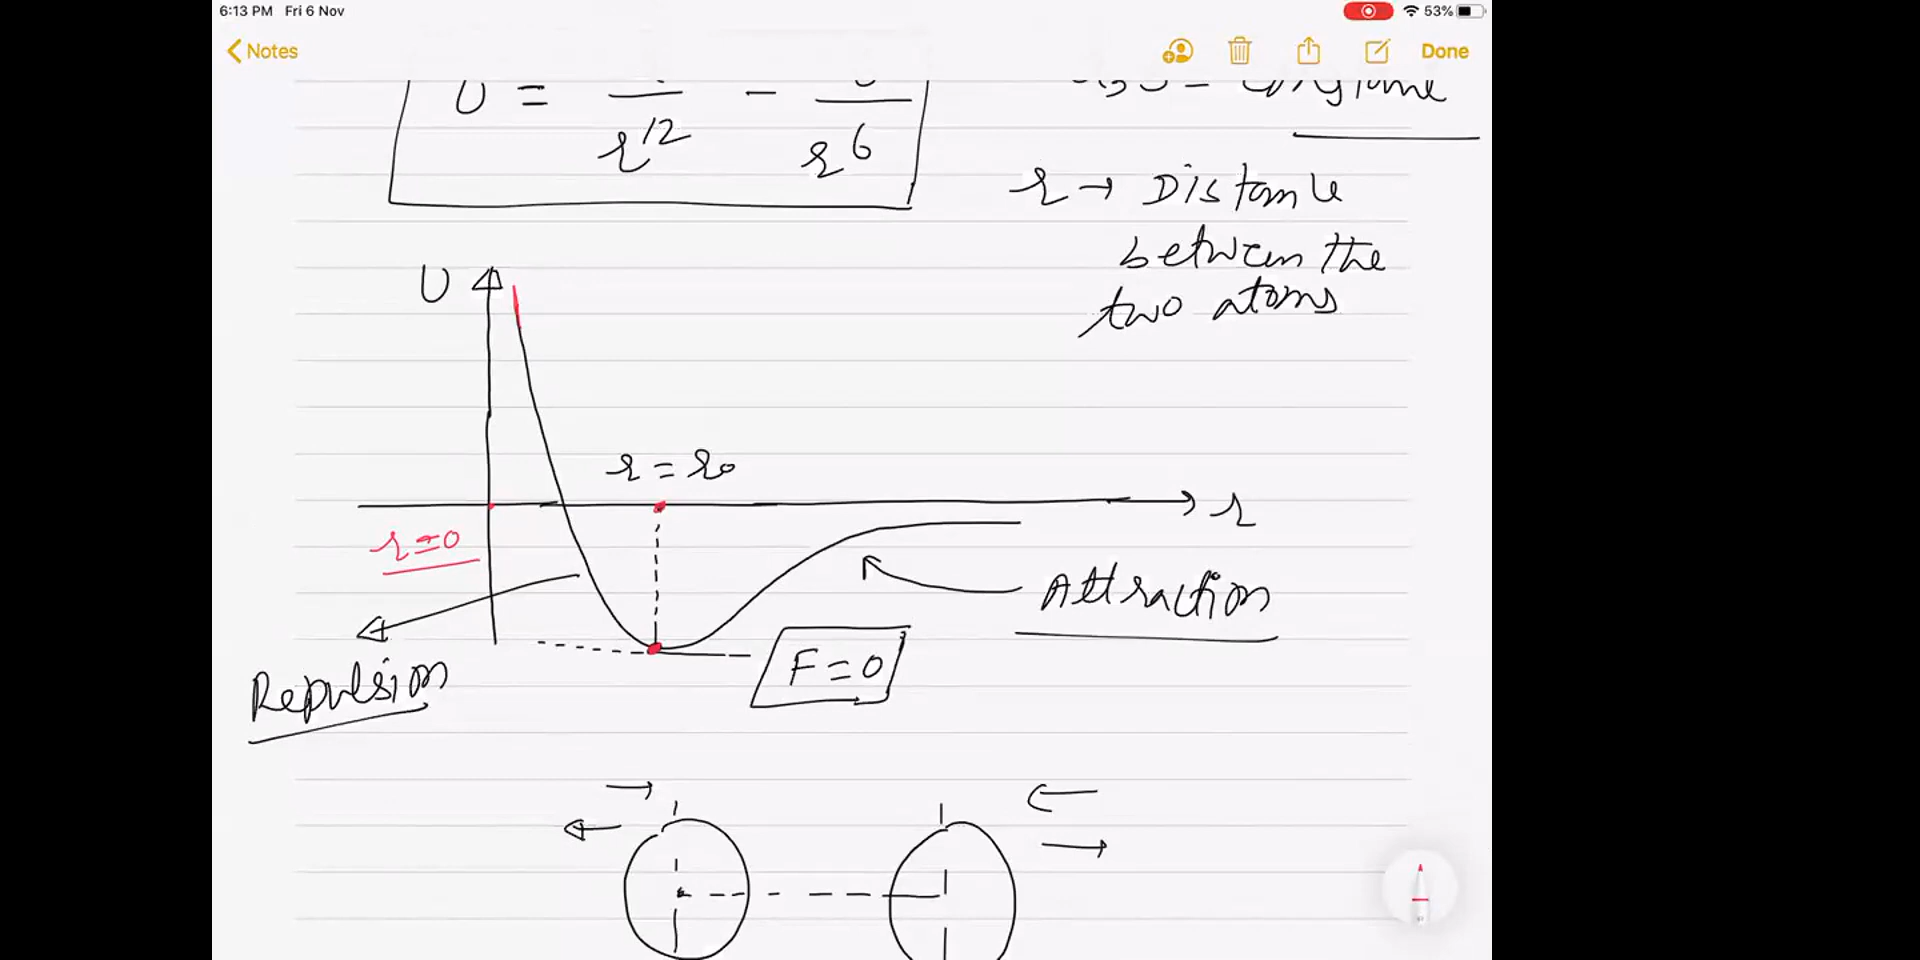 6:13 PM Fri 6 Nov
53%
Notes
Done
U = —
r12 r6
r → Distance
between the
two atoms
U
r = r0
r
r=0
Attraction
F=0
Repulsion